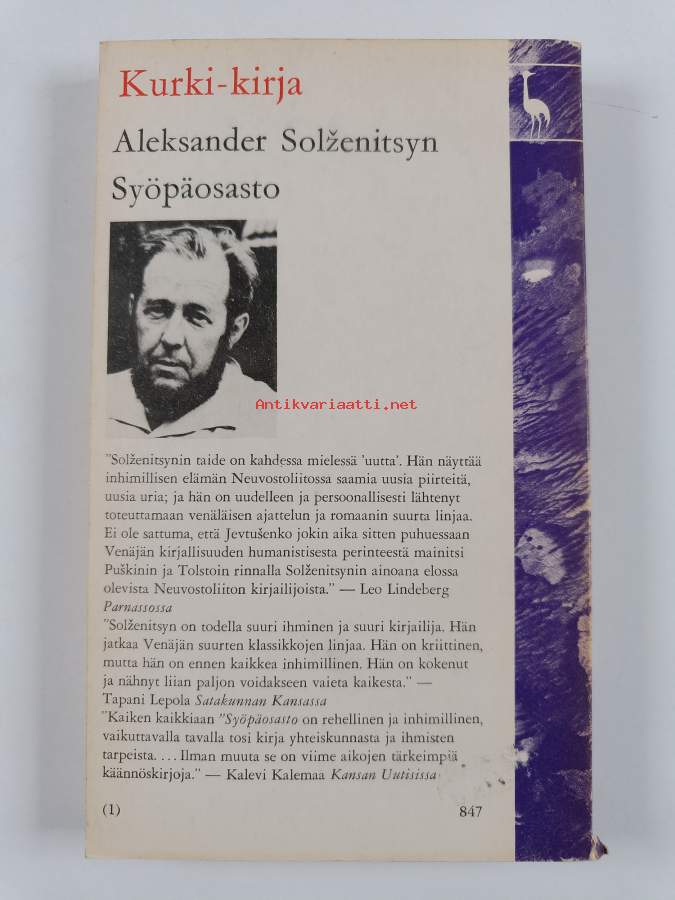 Kurki-kirja
Aleksander Solženitsyn
Syöpäosasto
Antikvariaatti.net
"Solženitsynin taide on kahdessa mielessä 'uutta'. Hän näyttää
inhimillisen elämän Neuvostoliitossa saamia uusia piirteitä,
uusia uria; ja hän on uudelleen ja persoonallisesti lähtenyt
toteuttamaan venäläisen ajattelun ja romaanin suurta linjaa.
Ei ole sattuma, että Jevtušenko jokin aika sitten puhuessaan
Venäjän kirjallisuuden humanistisesta perinteestä mainitsi
Puškinin ja Tolstoin rinnalla Solženitsynin ainoana elossa
olevista Neuvostoliiton kirjailijoista." — Leo Lindeberg
Parnassossa
"Solženitsyn on todella suuri ihminen ja suuri kirjailija. Hän
jatkaa Venäjän suurten klassikkojen linjaa. Hän on kriittinen,
mutta hän on ennen kaikkea inhimillinen. Hän on kokenut
ja nähnyt liian paljon voidakseen vaieta kaikesta." —
Tapani Lepola Satakunnan Kansassa
"Kaiken kaikkiaan "Syöpäosasto on rehellinen ja inhimillinen,
vaikuttavalla tavalla tosi kirja yhteiskunnasta ja ihmisten
tarpeista. ... Ilman muuta se on viime aikojen tärkeimpiä
käännöskirjoja." — Kalevi Kalemaa Kansan Uutisissa
(1) 847